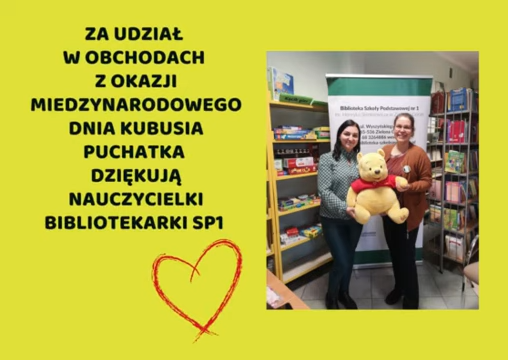 ZA UDZIAŁ
W OBCHODACH
Z OKAZJI
MIEDZYNARODOWEGO
DNIA KUBUSIA
PUCHATKA
DZIĘKUJĄ
NAUCZYCIELKI
BIBLIOTEKARKI SP1
Biblioteka Szkoły Podstawowej nr 1